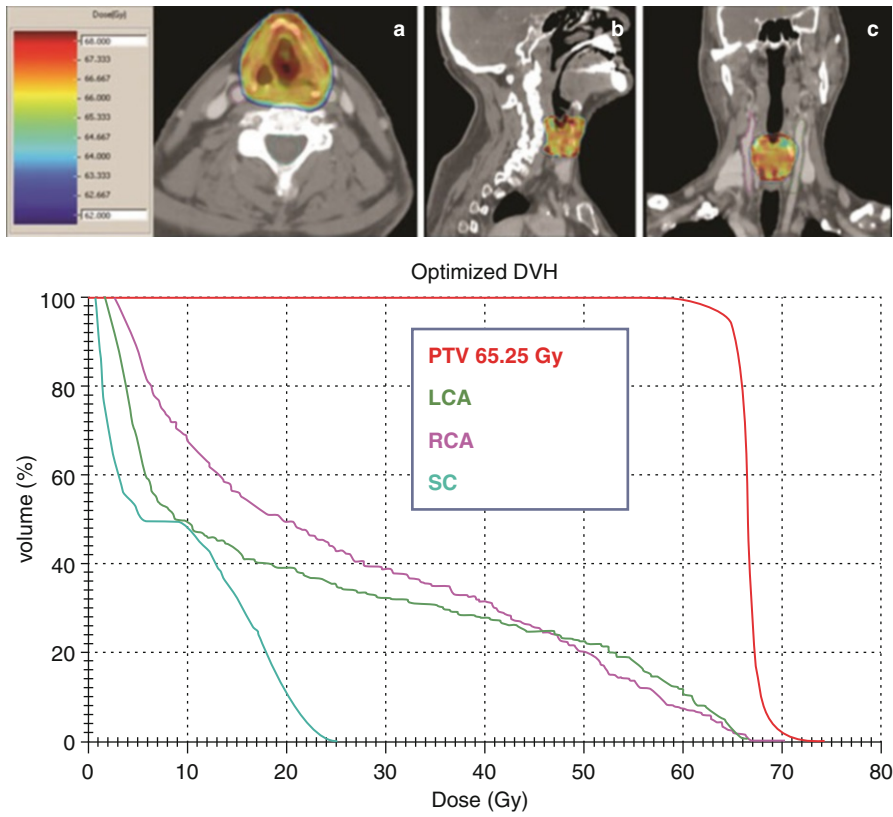 Dose(Gy)
68.000
67.333
66.667
66.000
65.333
64.667
64.000
63.333
62.667
62.000
a
b
c
Optimized DVH
100
80
60
40
20
0
volume (%)
PTV 65.25 Gy
LCA
RCA
SC
0 10 20 30 40 50 60 70 80
Dose (Gy)